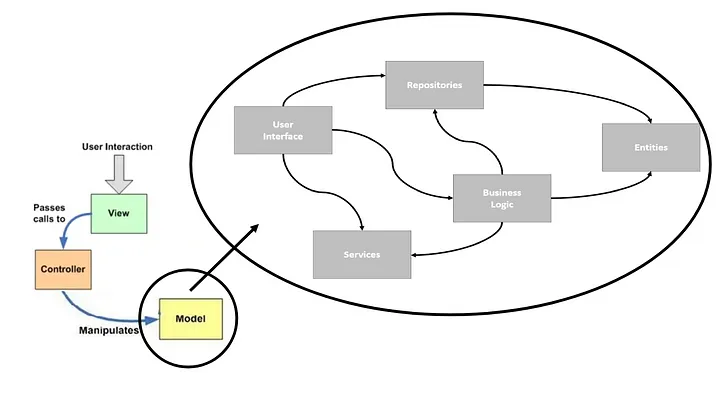 User Interaction
View
Passes
calls to
Controller
Manipulates
Model
Repositories
User
Interface
Entities
Business
Logic
Services